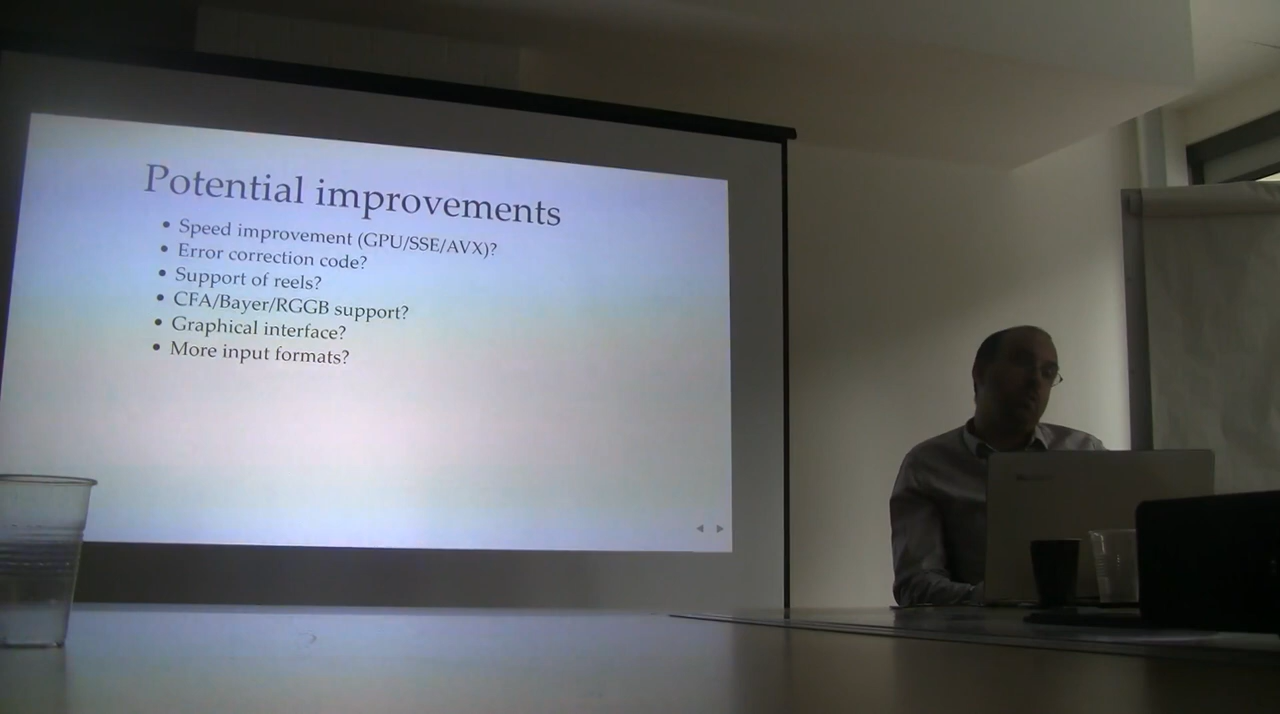 Potential improvements
• Speed improvement (GPU/SSE/AVX)?
• Error correction code?
• Support of reels?
• CFA/Bayer/RGGB support?
• Graphical interface?
• More input formats?